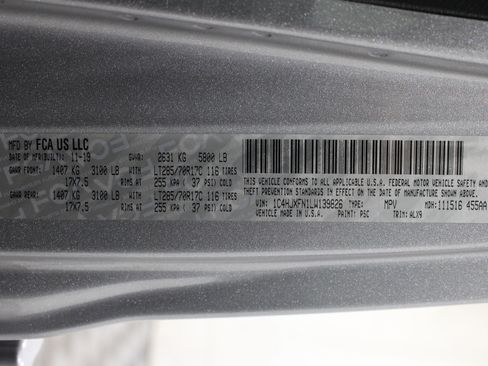 MFD BY FCA US LLC
DATE OF MFR(BUILT): 11-19 GVWR: 2631 KG 5800 LB
GAWR FRONT: 1407 KG 3100 LB WITH LT285/70R17C 116 TIRES
17X7.5 RIMS AT 255 KPA ( 37 PSI) COLD
GAWR REAR: 1407 KG 3100 LB WITH LT285/70R17C 116 TIRES
17X7.5 RIMS AT 255 KPA ( 37 PSI) COLD
THIS VEHICLE CONFORMS TO ALL APPLICABLE U.S.A. FEDERAL MOTOR VEHICLE SAFETY AND
THEFT PREVENTION STANDARDS IN EFFECT ON THE DATE OF MANUFACTURE SHOWN ABOVE.
VIN: 1C4HJXFN1LW139826 TYPE: MPV MDH: 111516 455AA
PAINT: PSC TRIM: ALX9